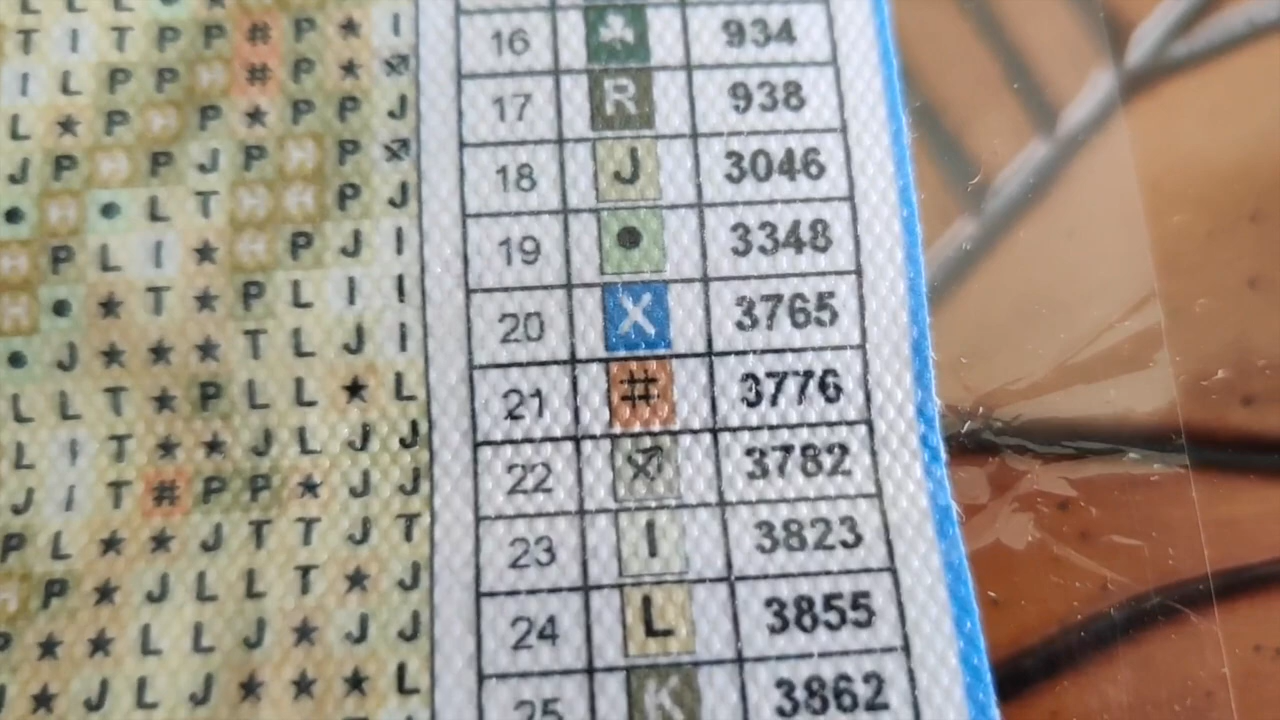 16 ♣ 934
17 R 938
18 J 3046
19 ● 3348
20 X 3765
21 # 3776
22 ♐ 3782
23 I 3823
24 L 3855
25 K 3862
T I T P P # P ★ I
I L P P H # P ★ ♐
L ★ P H P ★ P P J
J P H P J P H P ♐
● H ● L T H H P J
H P L I ★ H P J I
R ● ★ T ★ P L I I
● J ★ ★ ★ T L J I
L L T ★ P L L ★ L
L I T ★ ★ J L J J
J I T # P P ★ J J
P L ★ ★ J T T J T
H P ★ J L L T ★ J
P ★ ★ L L J ★ J J
★ J L J ★ ★ ★ L